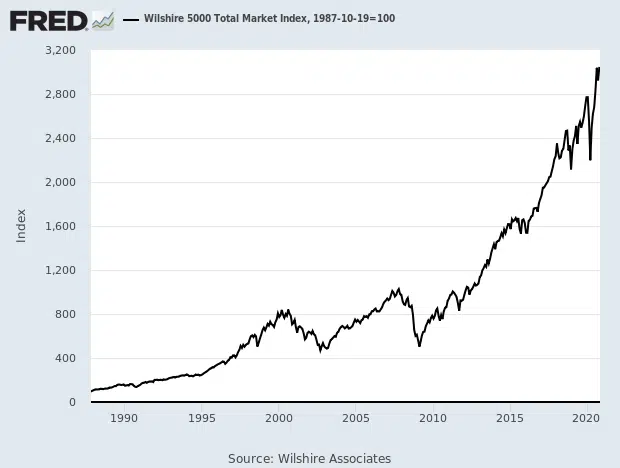 FRED
Wilshire 5000 Total Market Index, 1987-10-19=100
3,200
2,800
2,400
2,000
1,600
1,200
800
400
0
Index
1990 1995 2000 2005 2010 2015 2020
Source: Wilshire Associates